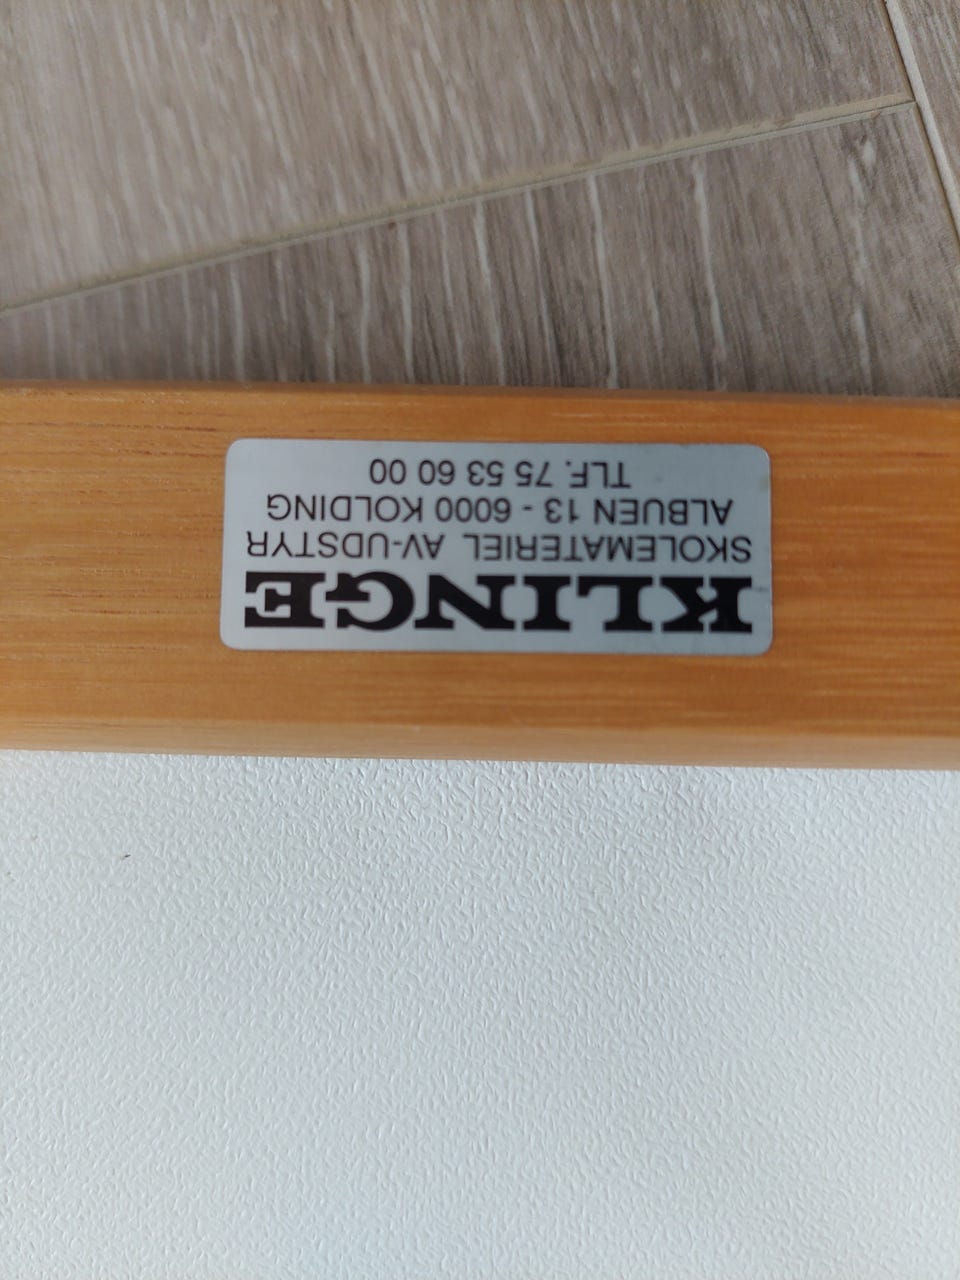 KLINGE
SKOLEMATERIEL AV-UDSTYR
ALBUEN 13 - 6000 KOLDING
TLF. 75 53 60 00